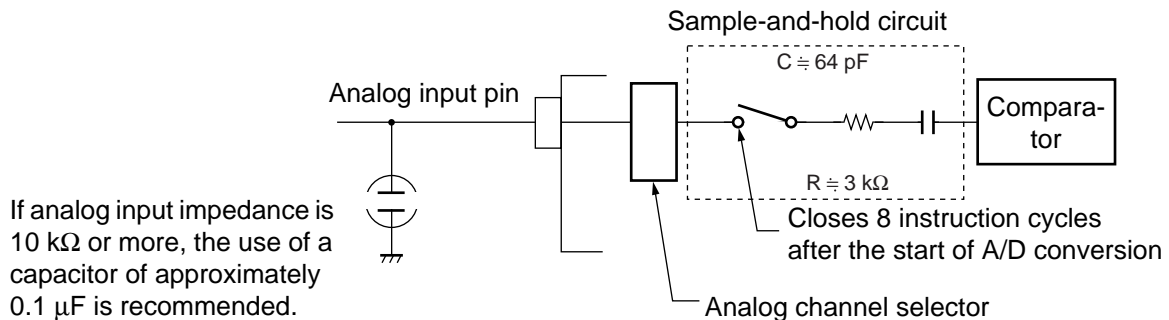 Sample-and-hold circuit
C ≒ 64 pF
Analog input pin
Compara-
tor
R ≒ 3 kΩ
If analog input impedance is
10 kΩ or more, the use of a
capacitor of approximately
0.1 µF is recommended.
Closes 8 instruction cycles
after the start of A/D conversion
Analog channel selector